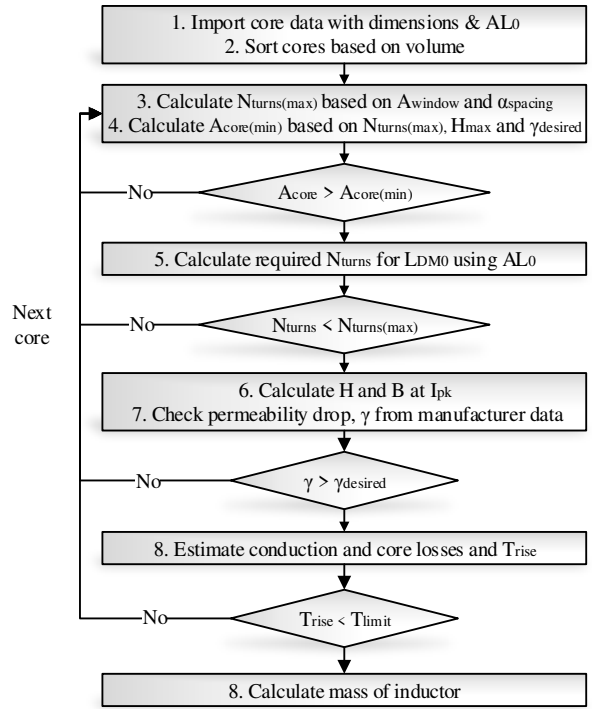 1. Import core data with dimensions & AL0
2. Sort cores based on volume
3. Calculate Nturns(max) based on Awindow and αspacing
4. Calculate Acore(min) based on Nturns(max), Hmax and γdesired
No
Acore > Acore(min)
5. Calculate required Nturns for LDM0 using AL0
Next
core
No
Nturns < Nturns(max)
6. Calculate H and B at Ipk
7. Check permeability drop, γ from manufacturer data
No
γ > γdesired
8. Estimate conduction and core losses and Trise
No
Trise < Tlimit
8. Calculate mass of inductor